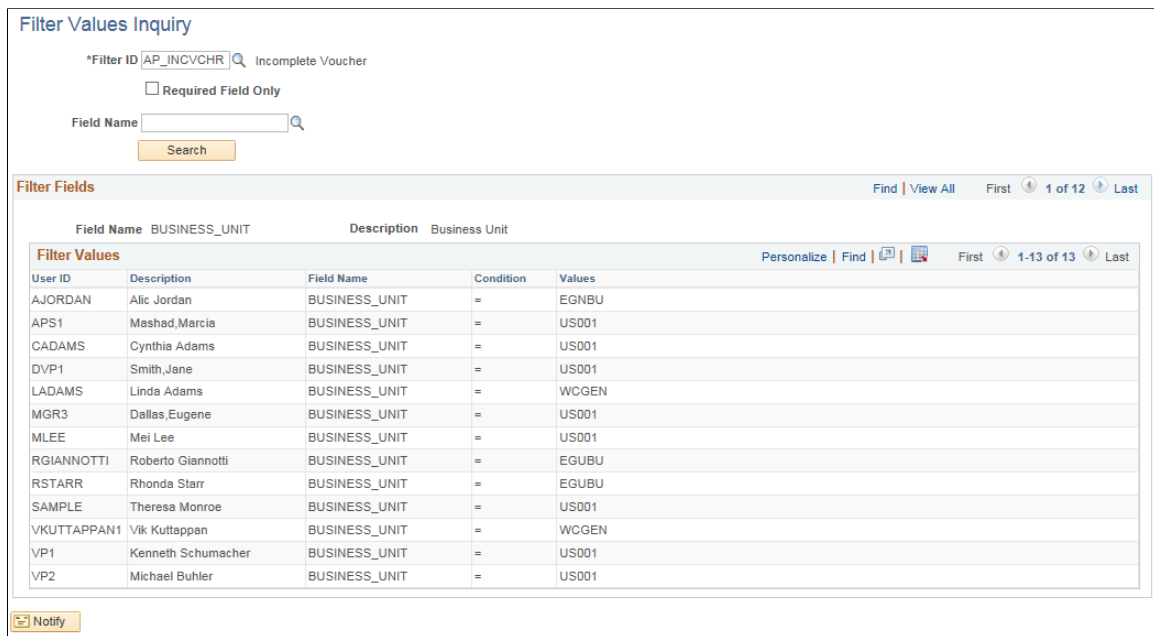 Filter Values Inquiry
*Filter ID AP_INCVCHR Incomplete Voucher
Required Field Only
Field Name
Search
Filter Fields Find | View All First 1 of 12 Last
Field Name BUSINESS_UNIT Description Business Unit
Filter Values Personalize | Find | | First 1-13 of 13 Last
User ID Description Field Name Condition Values
AJORDAN Alic Jordan BUSINESS_UNIT = EGNBU
APS1 Mashad,Marcia BUSINESS_UNIT = US001
CADAMS Cynthia Adams BUSINESS_UNIT = US001
DVP1 Smith,Jane BUSINESS_UNIT = US001
LADAMS Linda Adams BUSINESS_UNIT = WCGEN
MGR3 Dallas,Eugene BUSINESS_UNIT = US001
MLEE Mei Lee BUSINESS_UNIT = US001
RGIANNOTTI Roberto Giannotti BUSINESS_UNIT = EGUBU
RSTARR Rhonda Starr BUSINESS_UNIT = EGUBU
SAMPLE Theresa Monroe BUSINESS_UNIT = US001
VKUTTAPPAN1 Vik Kuttappan BUSINESS_UNIT = WCGEN
VP1 Kenneth Schumacher BUSINESS_UNIT = US001
VP2 Michael Buhler BUSINESS_UNIT = US001
Notify